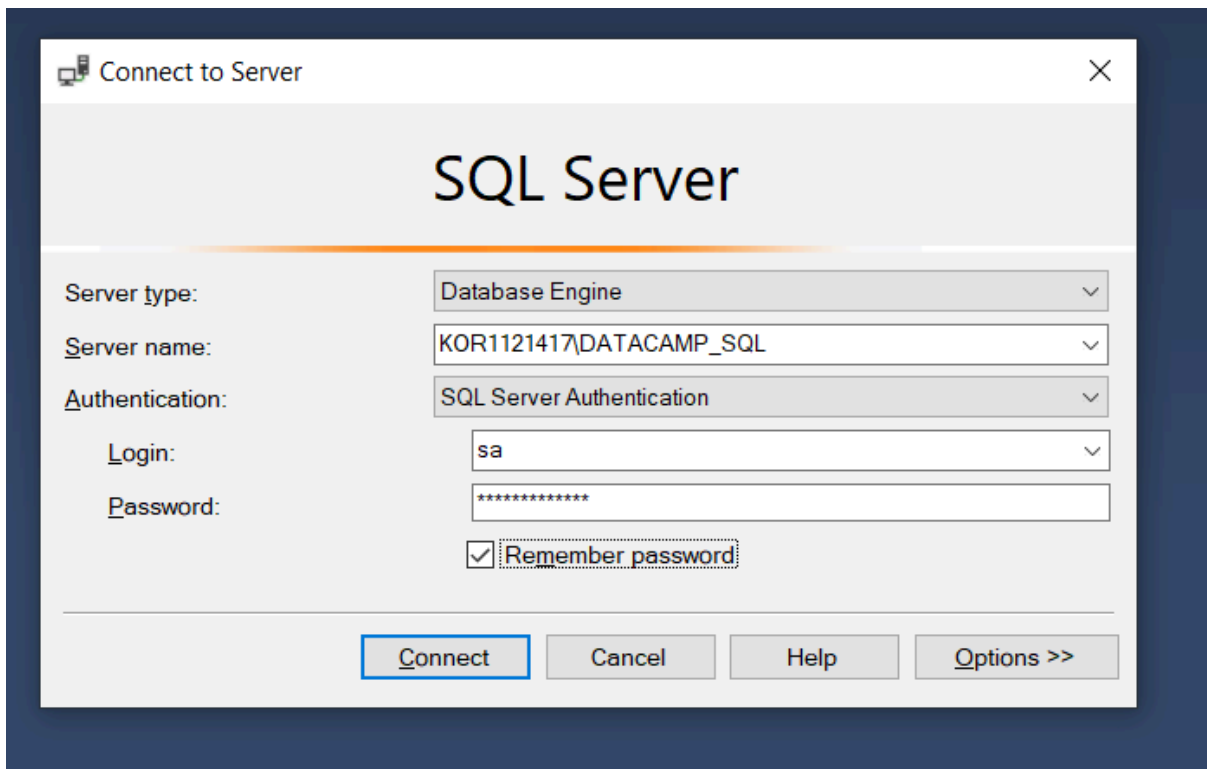 Connect to Server
SQL Server
Server type: Database Engine
Server name: KOR1121417\DATACAMP_SQL
Authentication: SQL Server Authentication
Login: sa
Password: *************
Remember password
Connect Cancel Help Options >>